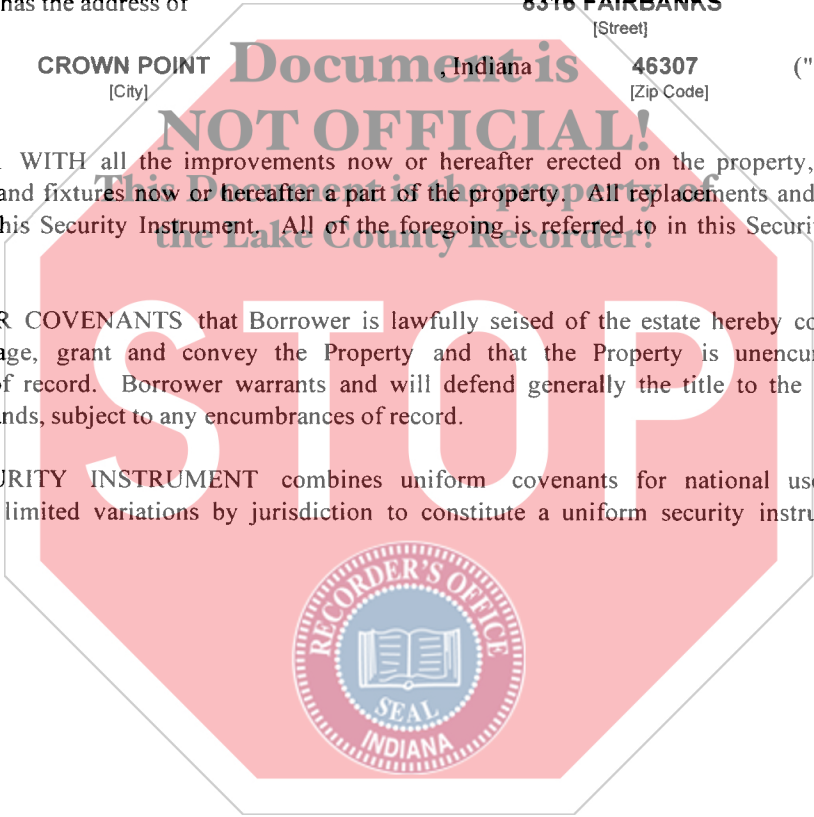 has the address of 8316 FAIRBANKS
[Street]
CROWN POINT , Indiana 46307 ("
[City] [Zip Code]
Document is
NOT OFFICIAL!
This Document is the property of
the Lake County Recorder!
WITH all the improvements now or hereafter erected on the property,
and fixtures now or hereafter a part of the property. All replacements and
his Security Instrument. All of the foregoing is referred to in this Securi
R COVENANTS that Borrower is lawfully seised of the estate hereby co
age, grant and convey the Property and that the Property is unencu
of record. Borrower warrants and will defend generally the title to the
nds, subject to any encumbrances of record.
URITY INSTRUMENT combines uniform covenants for national us
limited variations by jurisdiction to constitute a uniform security instru
STOP
RECORDER'S OFFICE
SEAL
INDIANA